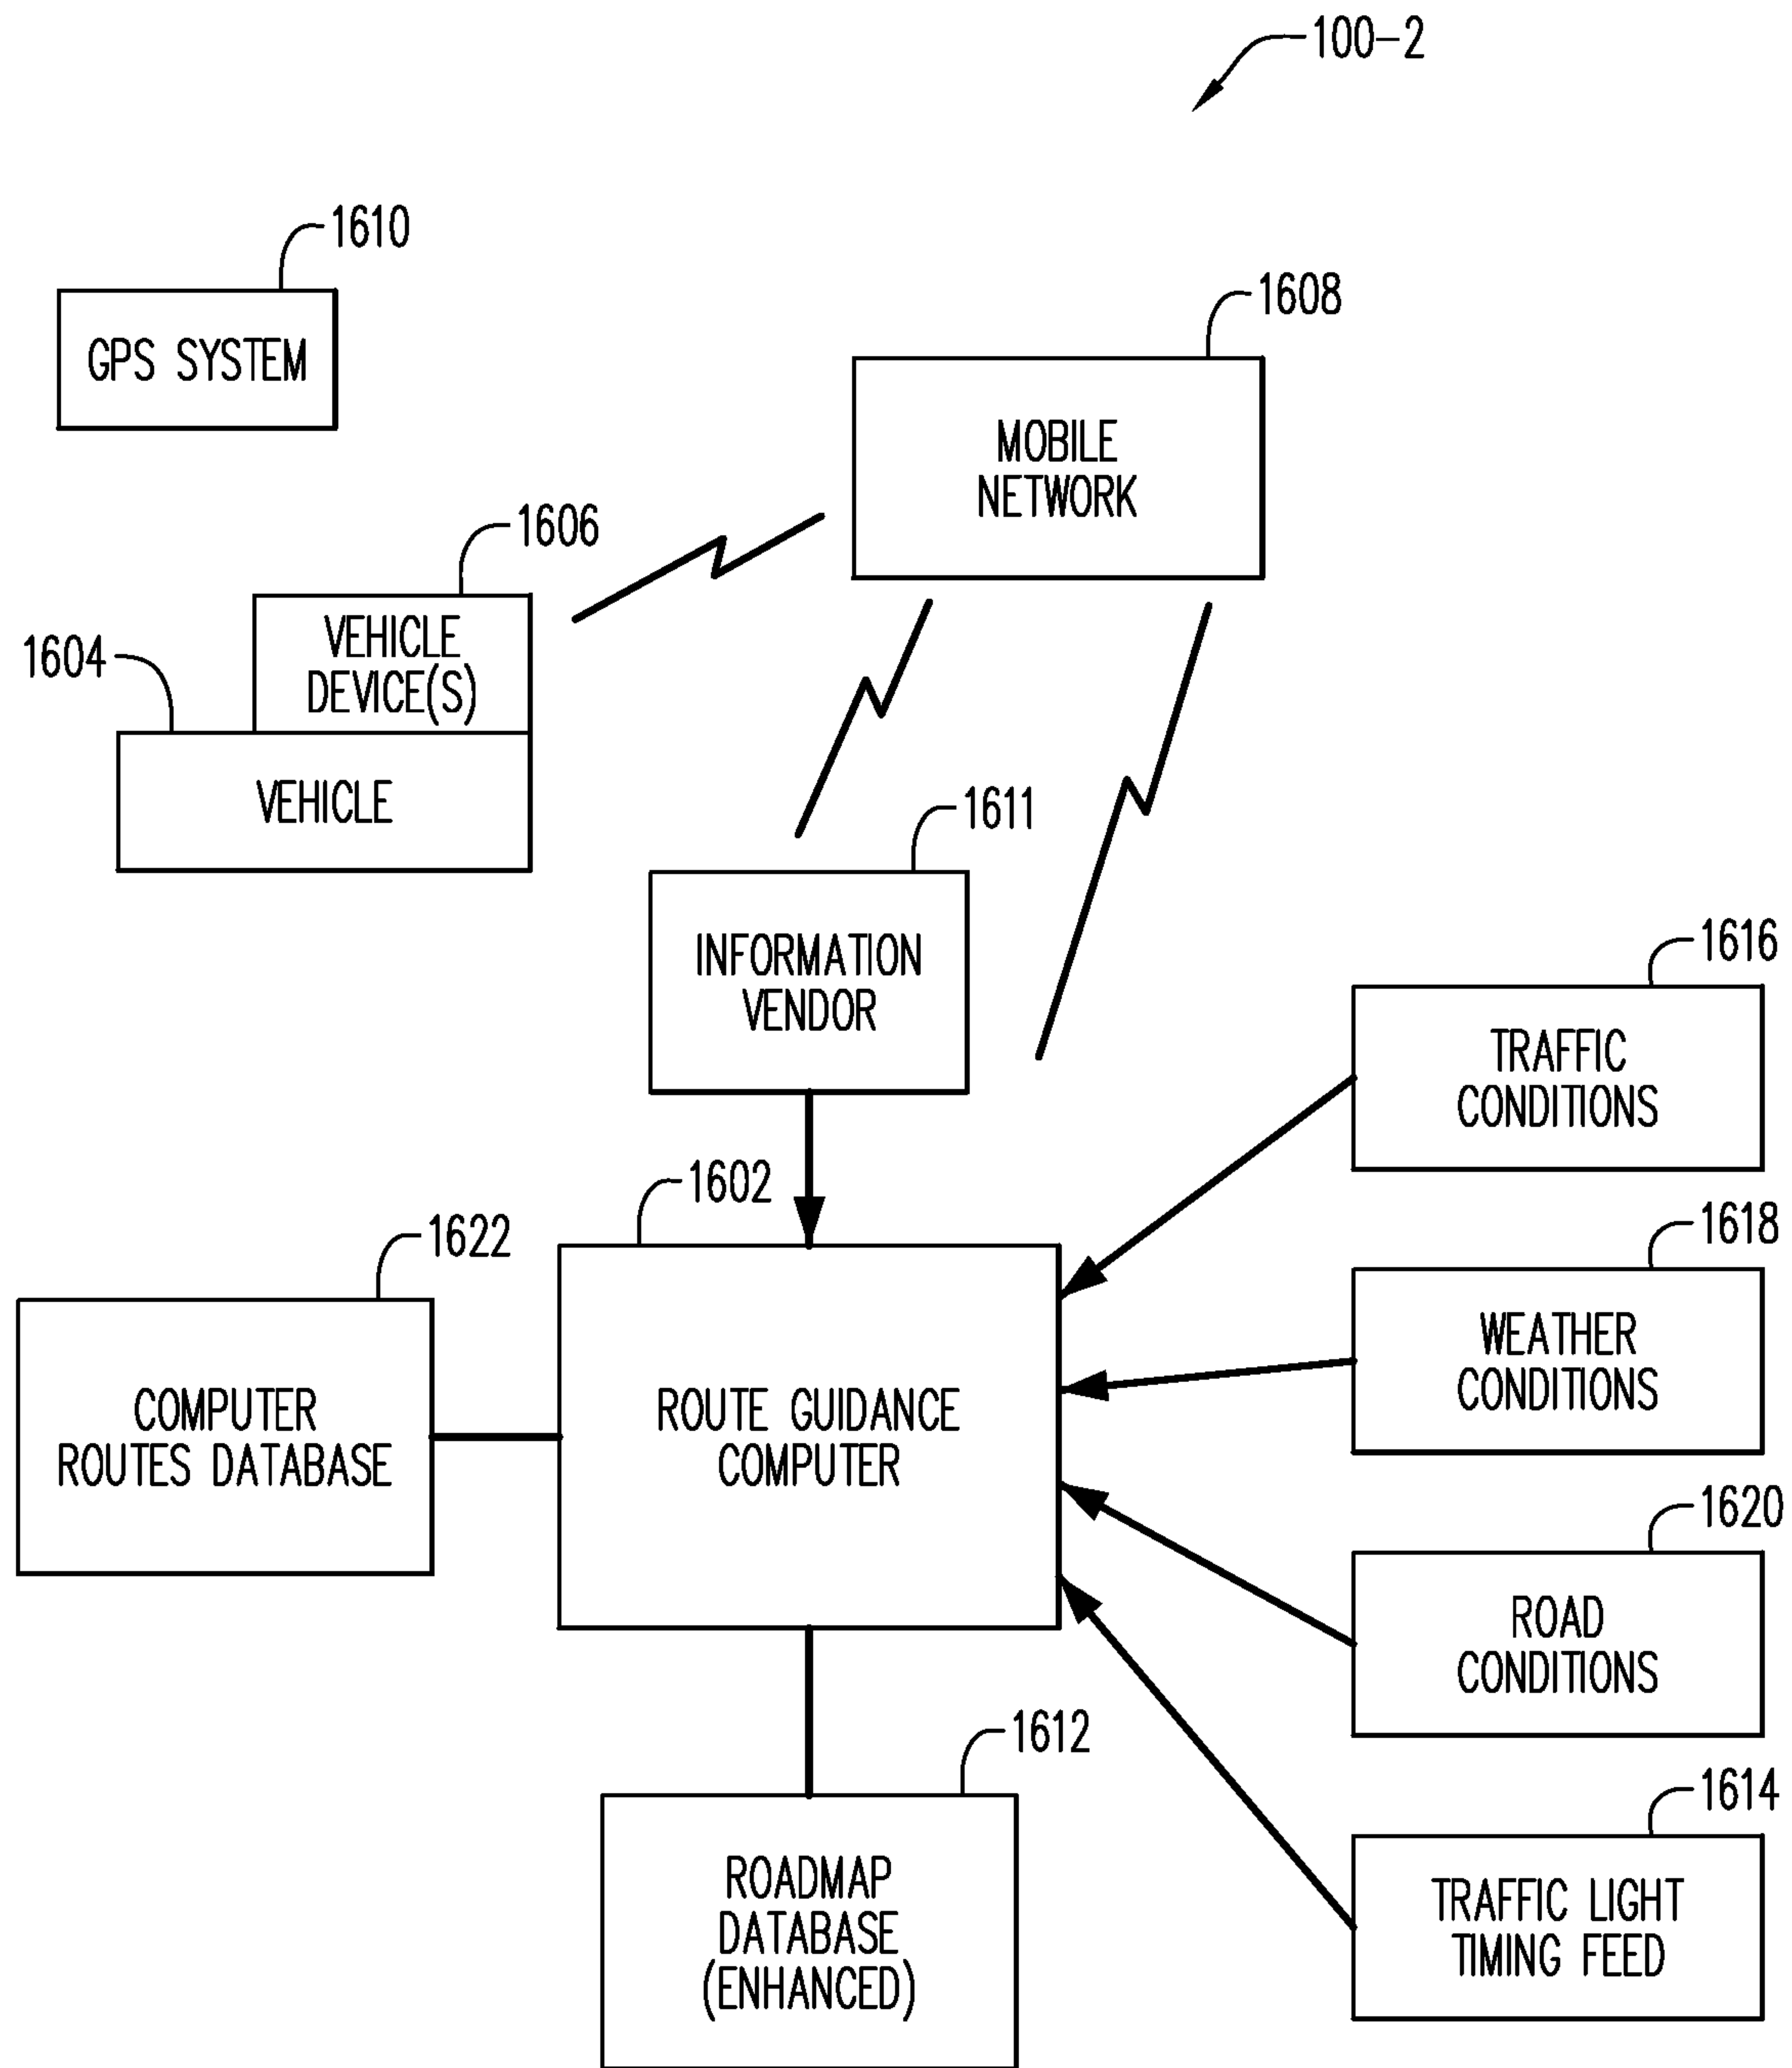 100-2
1610
GPS SYSTEM
1608
MOBILE
NETWORK
1606
VEHICLE
DEVICE(S)
1604
VEHICLE
1611
INFORMATION
VENDOR
1616
TRAFFIC
CONDITIONS
1602
1622
COMPUTER
ROUTES DATABASE
ROUTE GUIDANCE
COMPUTER
1618
WEATHER
CONDITIONS
1620
ROAD
CONDITIONS
1612
ROADMAP
DATABASE
(ENHANCED)
1614
TRAFFIC LIGHT
TIMING FEED